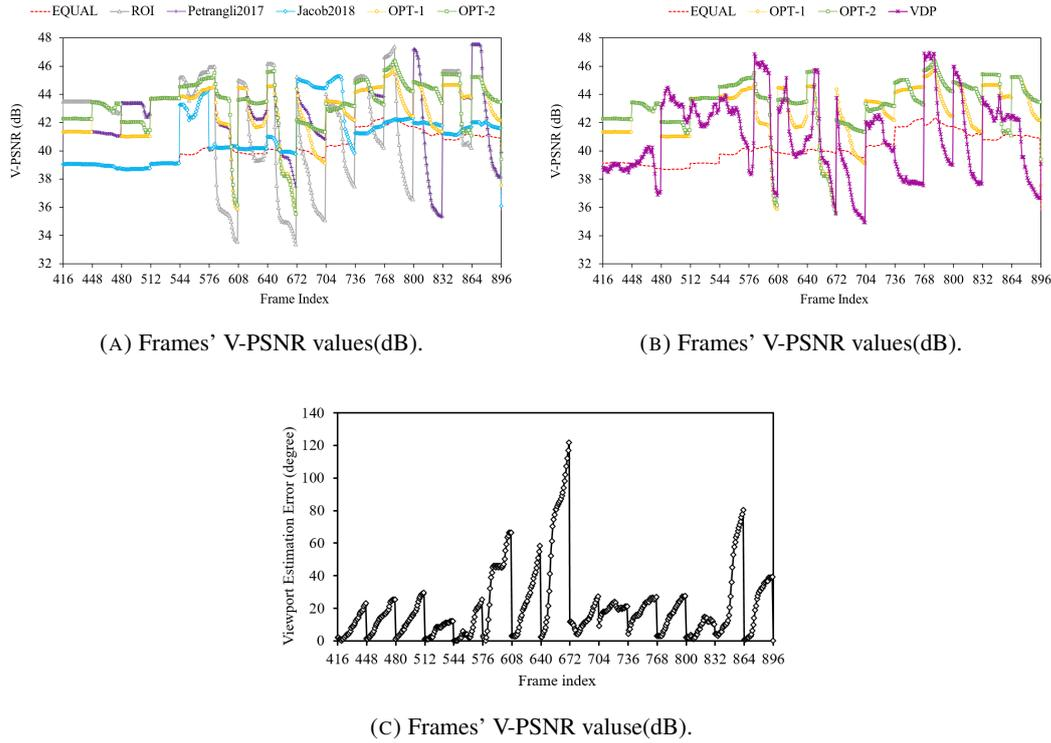 EQUAL ROI Petrangli2017 Jacob2018 OPT-1 OPT-2
V-PSNR (dB)
48
46
44
42
40
38
36
34
32
416 448 480 512 544 576 608 640 672 704 736 768 800 832 864 896
Frame Index
(A) Frames' V-PSNR values(dB).
EQUAL OPT-1 OPT-2 VDP
V-PSNR (dB)
48
46
44
42
40
38
36
34
32
416 448 480 512 544 576 608 640 672 704 736 768 800 832 864 896
Frame Index
(B) Frames' V-PSNR values(dB).
Viewport Estimation Error (degree)
140
120
100
80
60
40
20
0
416 448 480 512 544 576 608 640 672 704 736 768 800 832 864 896
Frame index
(C) Frames' V-PSNR valuse(dB).